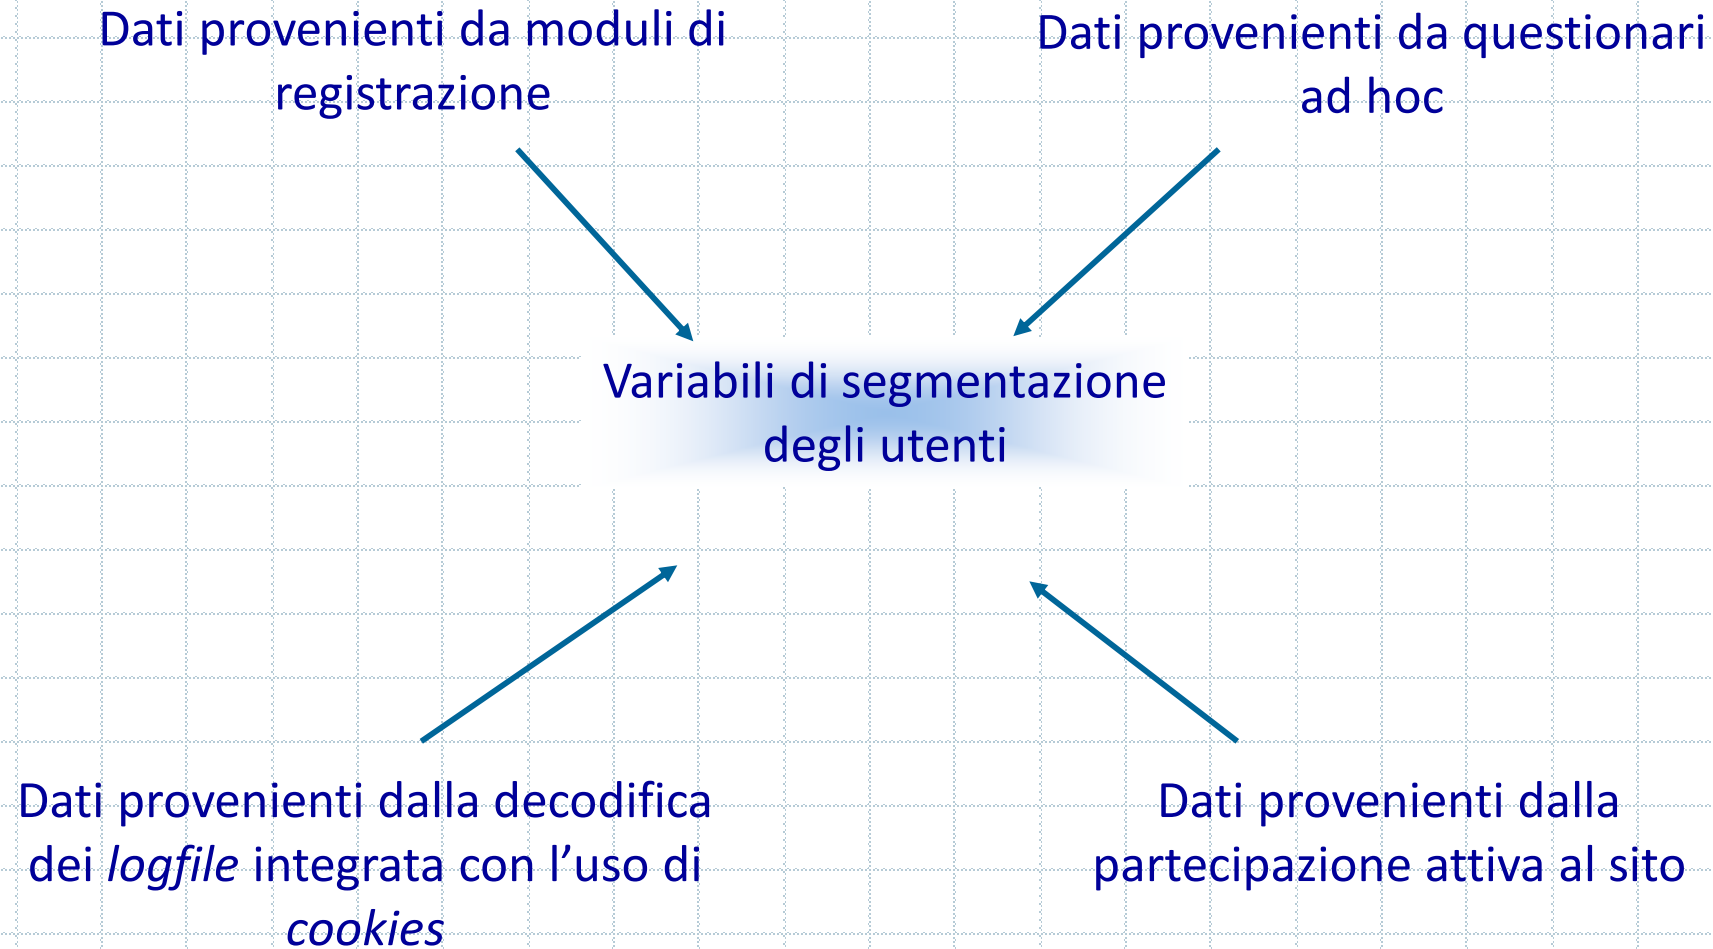 Dati provenienti da moduli di
registrazione
Dati provenienti da questionari
ad hoc
Variabili di segmentazione
degli utenti
Dati provenienti dalla decodifica
dei logfile integrata con l’uso di
cookies
Dati provenienti dalla
partecipazione attiva al sito